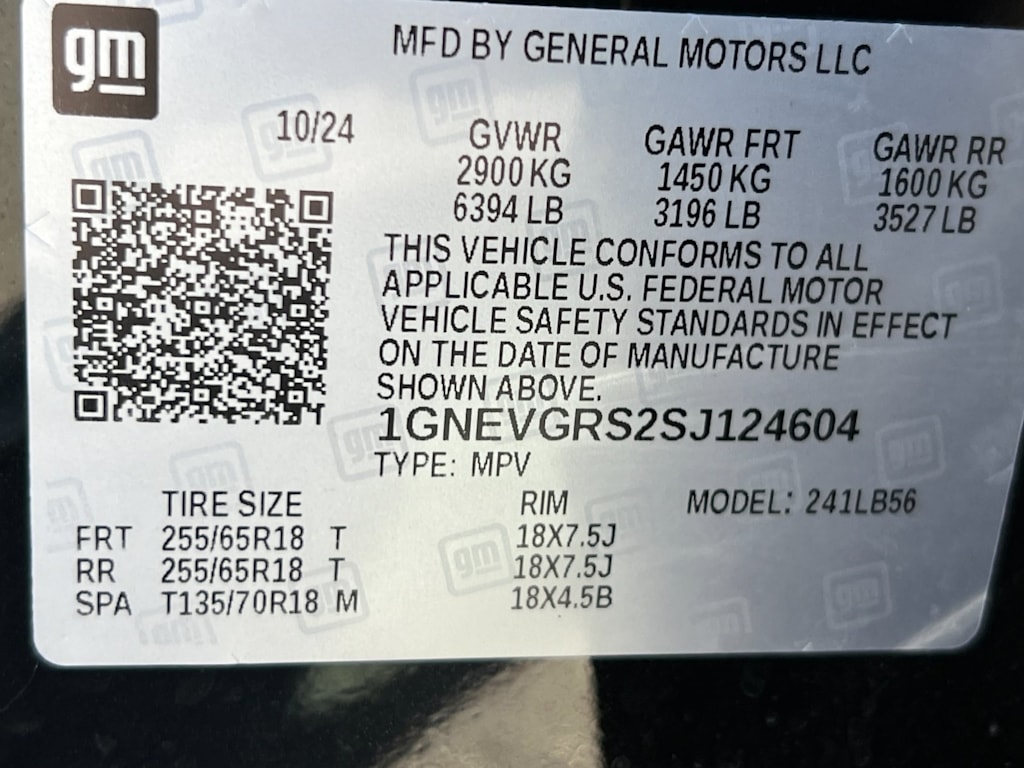 gm
MFD BY GENERAL MOTORS LLC
10/24 GVWR GAWR FRT GAWR RR
2900 KG 1450 KG 1600 KG
6394 LB 3196 LB 3527 LB
THIS VEHICLE CONFORMS TO ALL
APPLICABLE U.S. FEDERAL MOTOR
VEHICLE SAFETY STANDARDS IN EFFECT
ON THE DATE OF MANUFACTURE
SHOWN ABOVE.
1GNEVGRS2SJ124604
TYPE: MPV
TIRE SIZE RIM MODEL: 241LB56
FRT 255/65R18 T 18X7.5J
RR 255/65R18 T 18X7.5J
SPA T135/70R18 M 18X4.5B